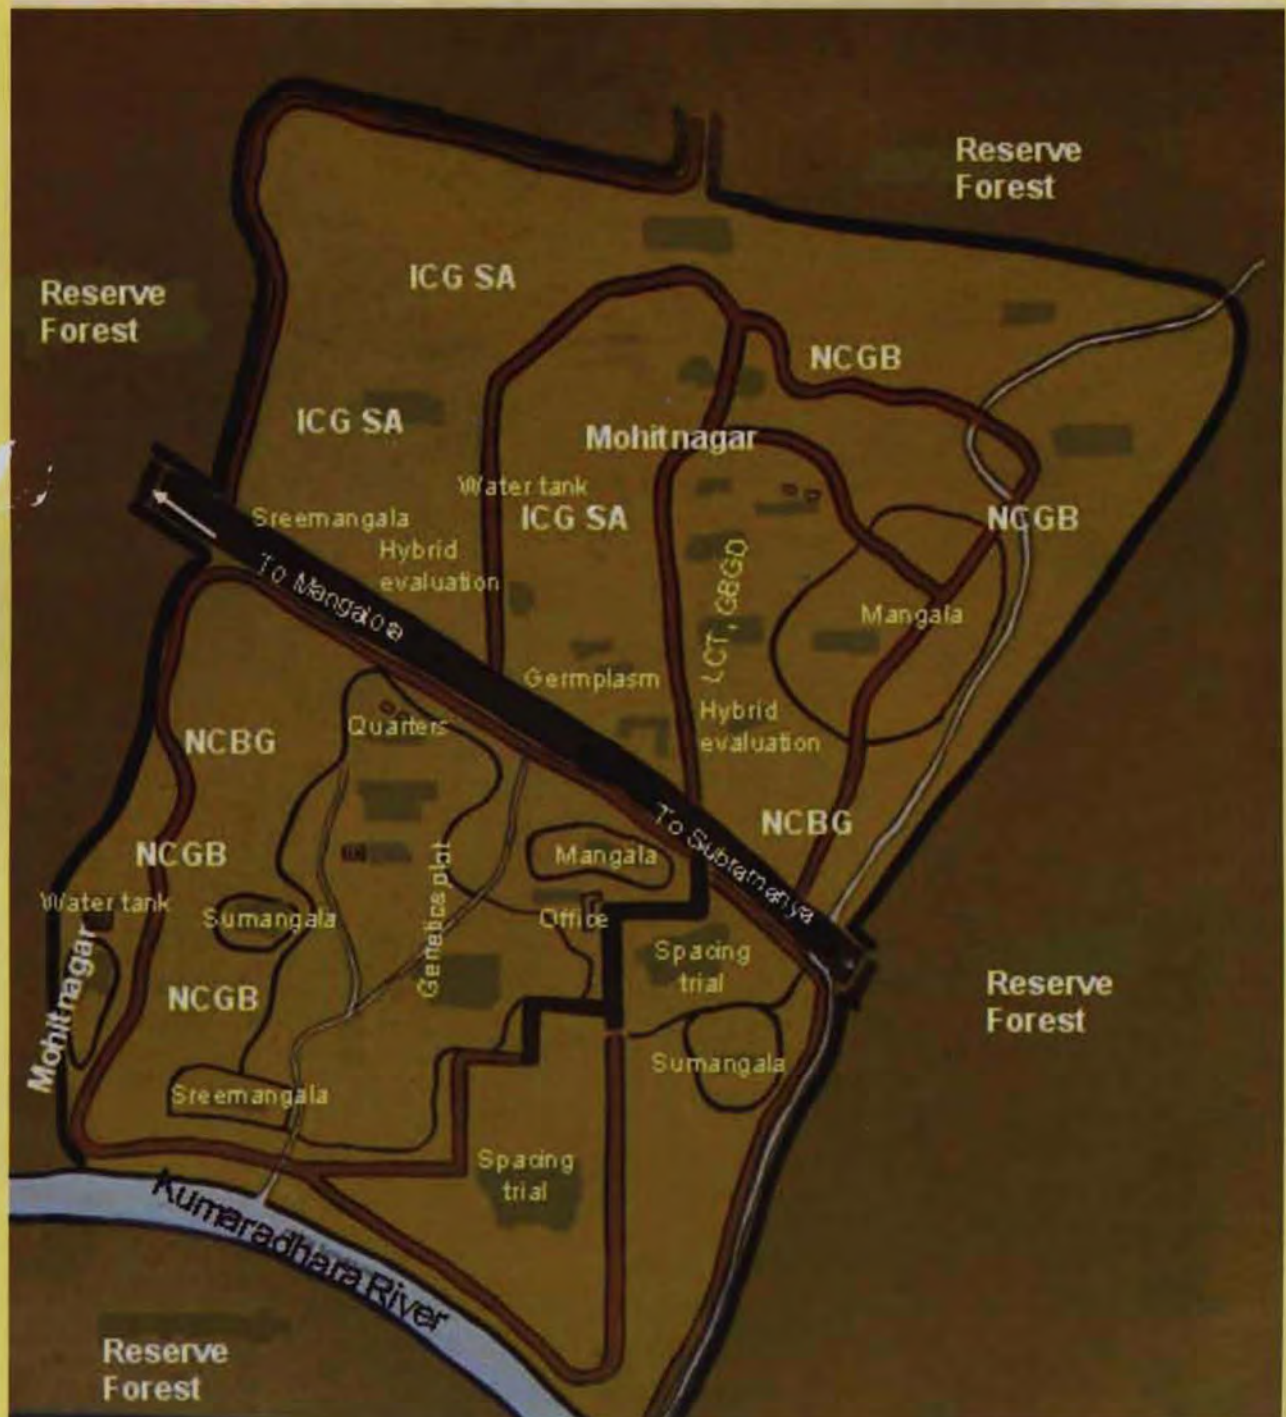 Reserve
Forest
Reserve
Forest
ICG SA
NCGB
ICG SA
Mohitnagar
Water tank
ICG SA
NCGB
Sreemangala
Hybrid
evaluation
To Mangalore
LCT, GBGD
Mangala
Germplasm
Hybrid
evaluation
Quarters
NCBG
NCBG
To Subramanya
NCGB
Mangala
Genetics plot
Water tank
Sumangala
Office
Mohitnagar
Spacing
trial
NCGB
Reserve
Forest
Sumangala
Sreemangala
Spacing
trial
Kumaradhara River
Reserve
Forest